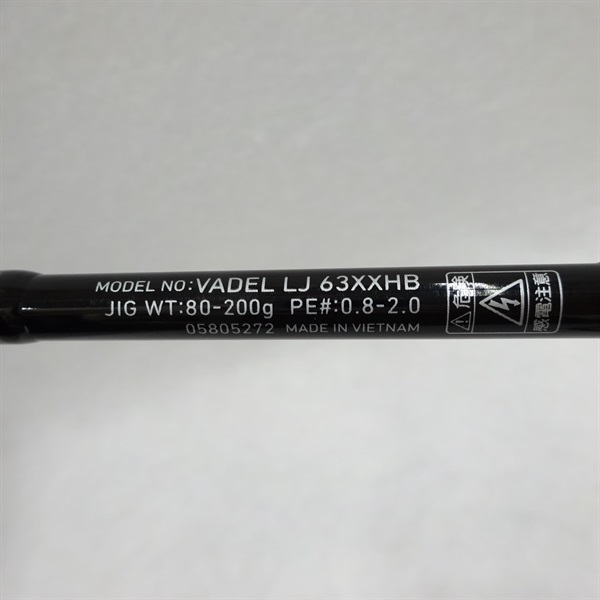 MODEL NO:VADEL LJ 63XXHB
JIG WT:80-200g PE#:0.8-2.0
05805272 MADE IN VIETNAM
危険
感電注意